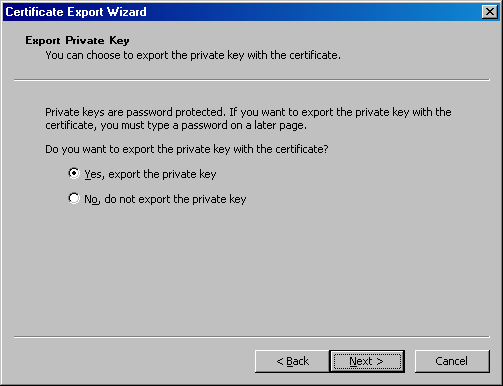 Certificate Export Wizard
Export Private Key
You can choose to export the private key with the certificate.
Private keys are password protected. If you want to export the private key with the
certificate, you must type a password on a later page.
Do you want to export the private key with the certificate?
Yes, export the private key
No, do not export the private key
< Back Next > Cancel